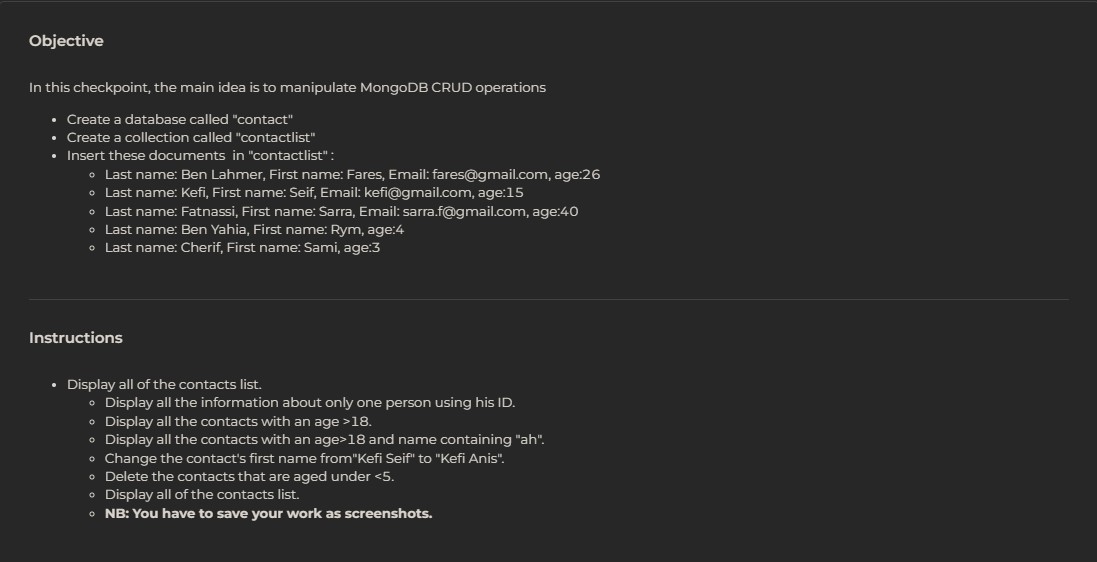 Objective
In this checkpoint, the main idea is to manipulate MongoDB CRUD operations
Create a database called "contact"
Create a collection called "contactlist"
Insert these documents  in "contactlist" :
Last name: Ben Lahmer, First name: Fares, Email: fares@gmail.com, age:26
Last name: Kefi, First name: Seif, Email: kefi@gmail.com, age:15
Last name: Fatnassi, First name: Sarra, Email: sarra.f@gmail.com, age:40
Last name: Ben Yahia, First name: Rym, age:4
Last name: Cherif, First name: Sami, age:3
Instructions
Display all of the contacts list.
Display all the information about only one person using his ID.
Display all the contacts with an age >18.
Display all the contacts with an age>18 and name containing "ah".
Change the contact's first name from"Kefi Seif" to "Kefi Anis".
Delete the contacts that are aged under <5.
Display all of the contacts list.
NB: You have to save your work as screenshots.